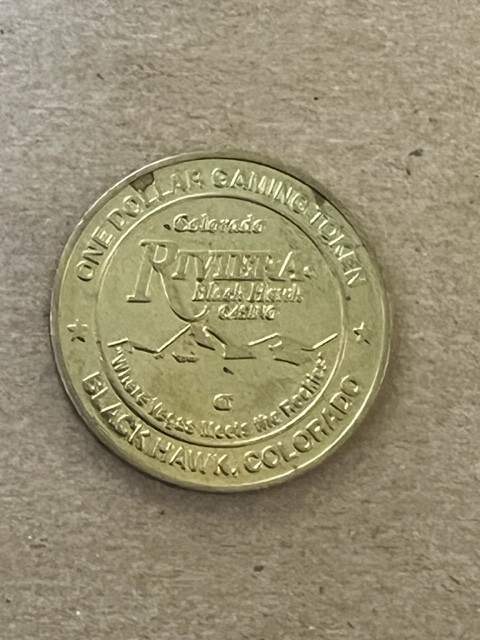 ONE DOLLAR GAMING TOKEN
Colorado
RIVIERA
Black Hawk
CASINO
"Where Vegas Meets the Rockies"
BLACK HAWK, COLORADO